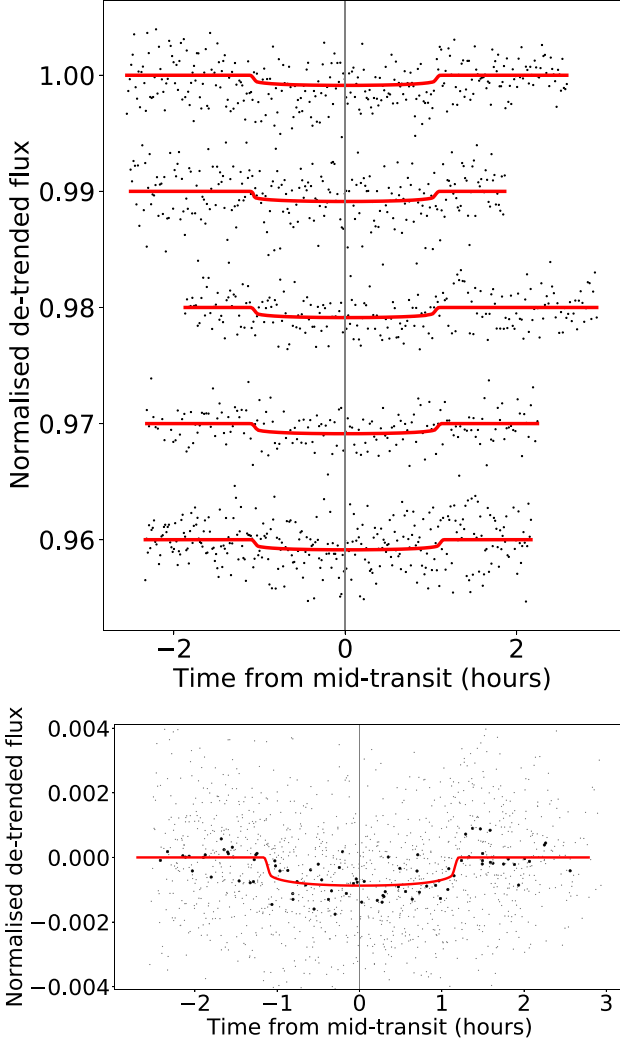 1.00
0.99
0.98
0.97
0.96
Normalised de-trended flux
−2 0 2
Time from mid-transit (hours)
0.004
0.002
0.000
−0.002
−0.004
Normalised de-trended flux
−2 −1 0 1 2 3
Time from mid-transit (hours)